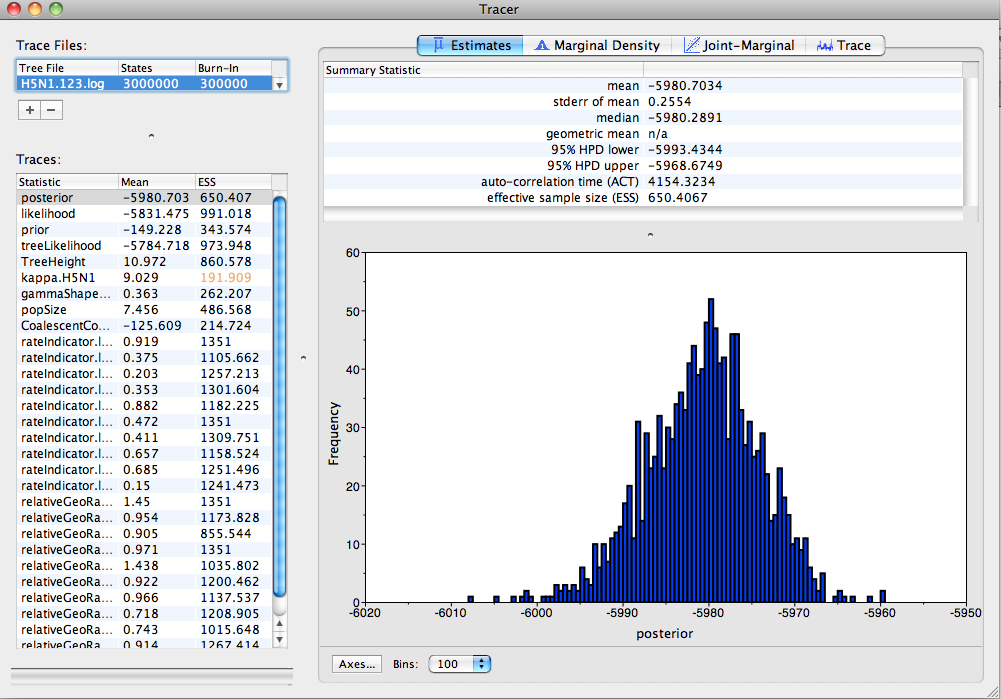 Tracer
Trace Files:
Tree File States Burn-In
H5N1.123.log 3000000 300000
+ −
Traces:
Statistic Mean ESS
posterior -5980.703 650.407
likelihood -5831.475 991.018
prior -149.228 343.574
treeLikelihood -5784.718 973.948
TreeHeight 10.972 860.578
kappa.H5N1 9.029 191.909
gammaShape... 0.363 262.207
popSize 7.456 486.568
CoalescentCo... -125.609 214.724
rateIndicator.l... 0.919 1351
rateIndicator.l... 0.375 1105.662
rateIndicator.l... 0.203 1257.213
rateIndicator.l... 0.353 1301.604
rateIndicator.l... 0.882 1182.225
rateIndicator.l... 0.472 1351
rateIndicator.l... 0.411 1309.751
rateIndicator.l... 0.657 1158.524
rateIndicator.l... 0.685 1251.496
rateIndicator.l... 0.15 1241.473
relativeGeoRa... 1.45 1351
relativeGeoRa... 0.954 1173.828
relativeGeoRa... 0.905 855.544
relativeGeoRa... 0.971 1351
relativeGeoRa... 1.438 1035.802
relativeGeoRa... 0.922 1200.462
relativeGeoRa... 0.966 1137.537
relativeGeoRa... 0.718 1208.905
relativeGeoRa... 0.743 1015.648
relativeGeoRa... 0.914 1267.414
Estimates Marginal Density Joint-Marginal Trace
Summary Statistic
mean -5980.7034
stderr of mean 0.2554
median -5980.2891
geometric mean n/a
95% HPD lower -5993.4344
95% HPD upper -5968.6749
auto-correlation time (ACT) 4154.3234
effective sample size (ESS) 650.4067
60
50
40
30
20
10
0
Frequency
-6020 -6010 -6000 -5990 -5980 -5970 -5960 -5950
posterior
Axes... Bins: 100